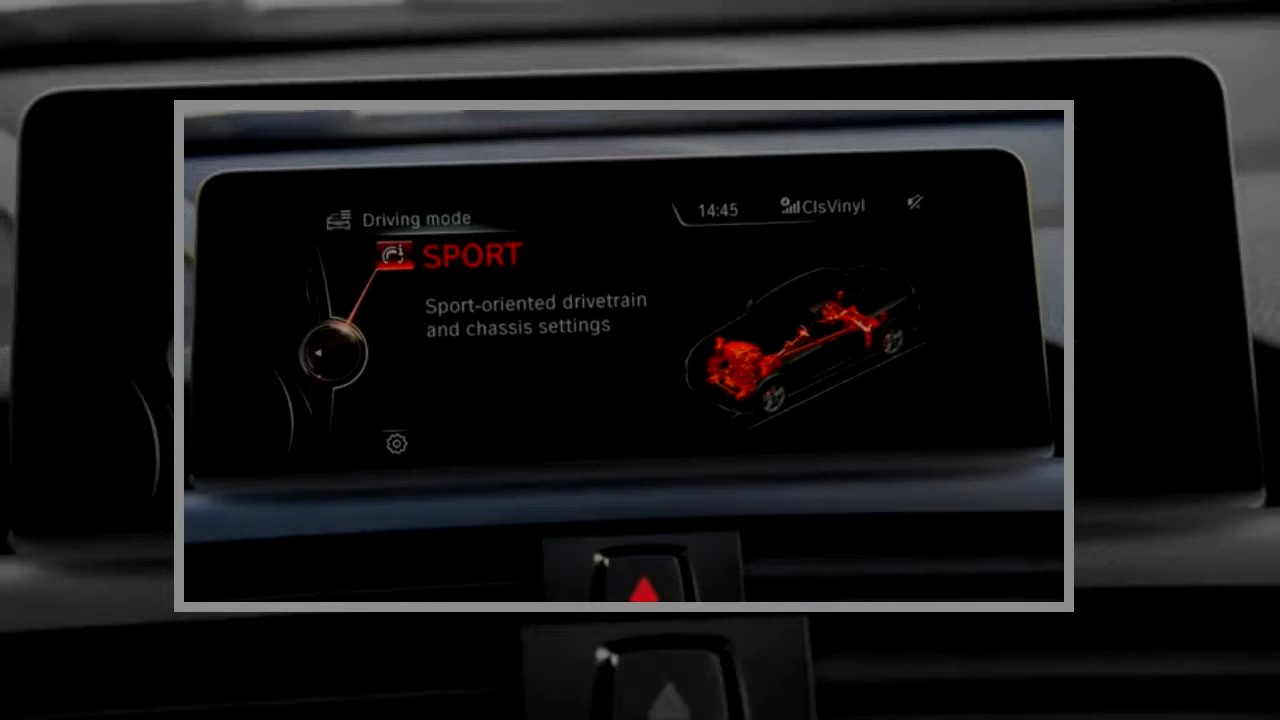 Driving mode
14:45
ClsVinyl
SPORT
Sport-oriented drivetrain
and chassis settings